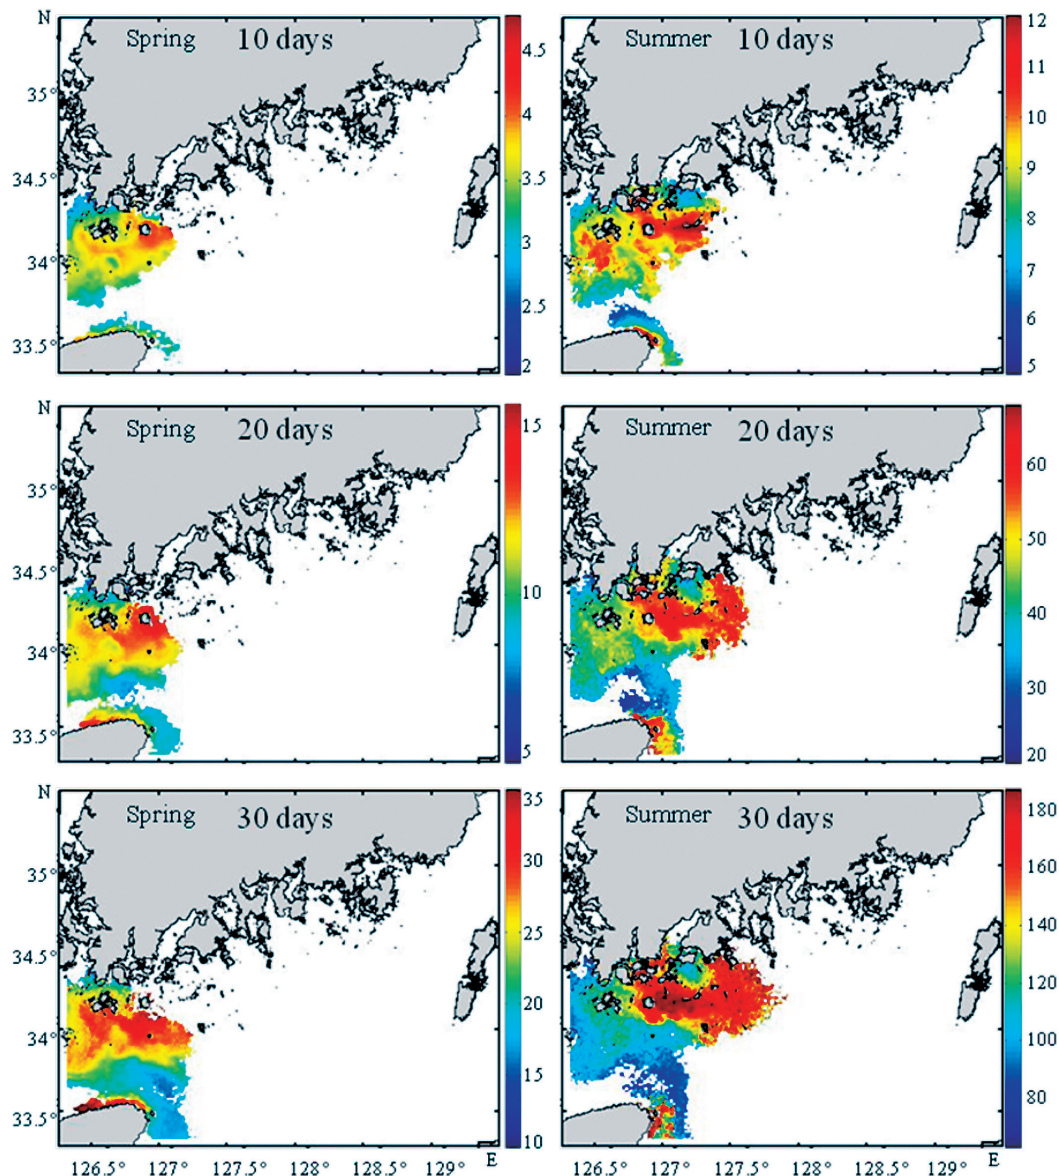 N Spring 10 days 4.5 4 3.5 3 2.5 2
35° 34.5° 34° 33.5°
Summer 10 days 12 11 10 9 8 7 6 5
N Spring 20 days 15 10 5
35° 34.5° 34° 33.5°
Summer 20 days 60 50 40 30 20
N Spring 30 days 35 30 25 20 15 10
35° 34.5° 34° 33.5°
126.5° 127° 127.5° 128° 128.5° 129° E
Summer 30 days 180 160 140 120 100 80
126.5° 127° 127.5° 128° 128.5° 129° E